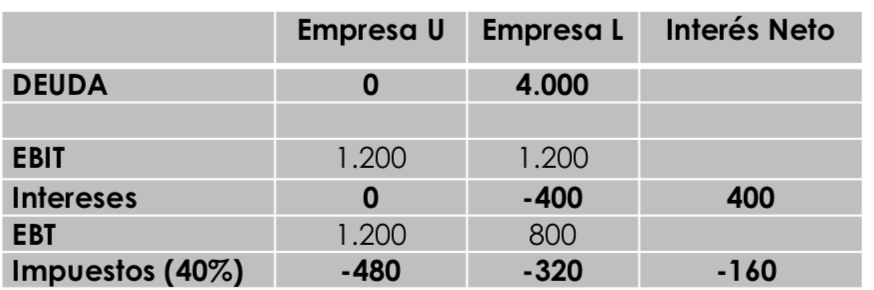 Empresa U Empresa L Interés Neto
DEUDA 0 4.000
EBIT 1.200 1.200
Intereses 0 -400 400
EBT 1.200 800
Impuestos (40%) -480 -320 -160